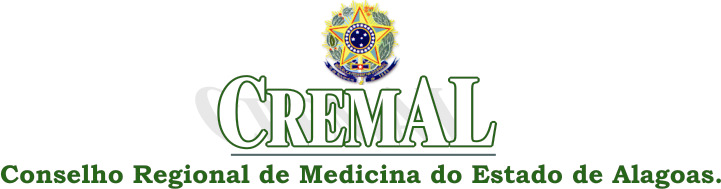 CREMAL
Conselho Regional de Medicina do Estado de Alagoas.